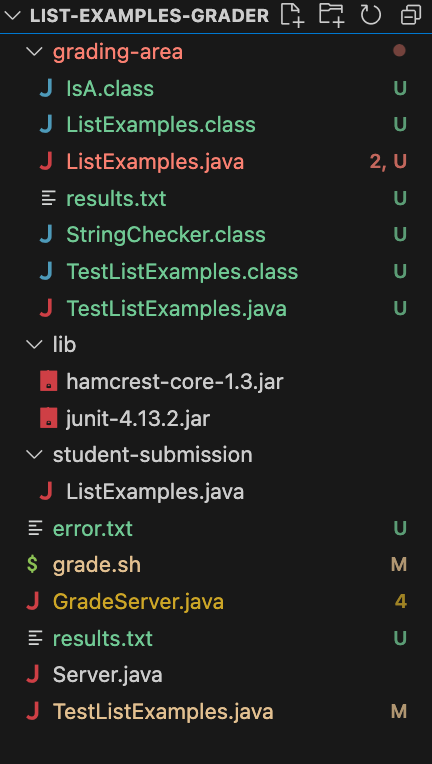 LIST-EXAMPLES-GRADER
grading-area
J IsA.class U
J ListExamples.class U
J ListExamples.java 2, U
results.txt U
J StringChecker.class U
J TestListExamples.class U
J TestListExamples.java U
lib
hamcrest-core-1.3.jar
junit-4.13.2.jar
student-submission
J ListExamples.java
error.txt U
$ grade.sh M
J GradeServer.java 4
results.txt U
J Server.java
J TestListExamples.java M